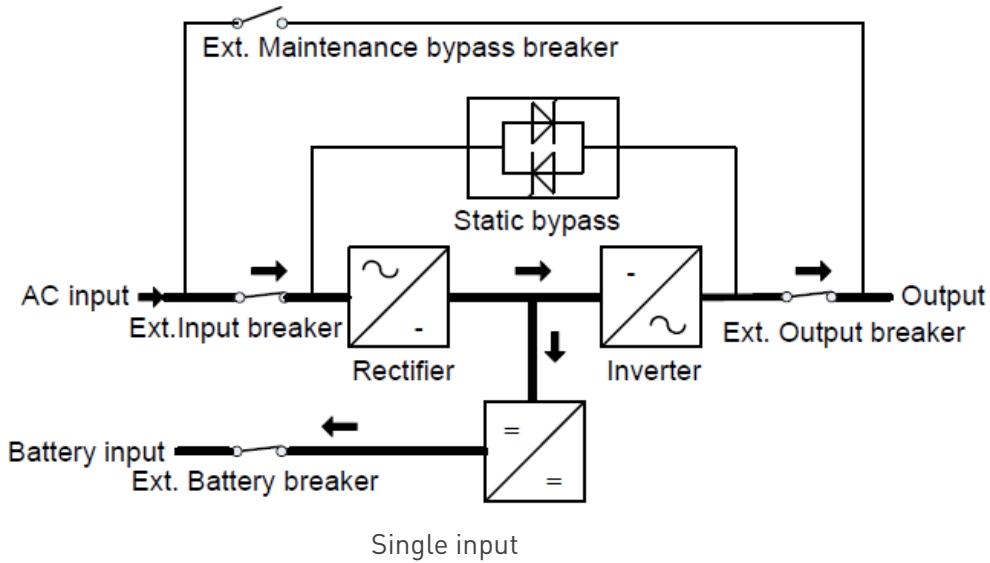 Ext. Maintenance bypass breaker
Static bypass
AC input
Output
Ext.Input breaker
Ext. Output breaker
-
-
Rectifier
Inverter
=
=
Battery input
Ext. Battery breaker
Single input